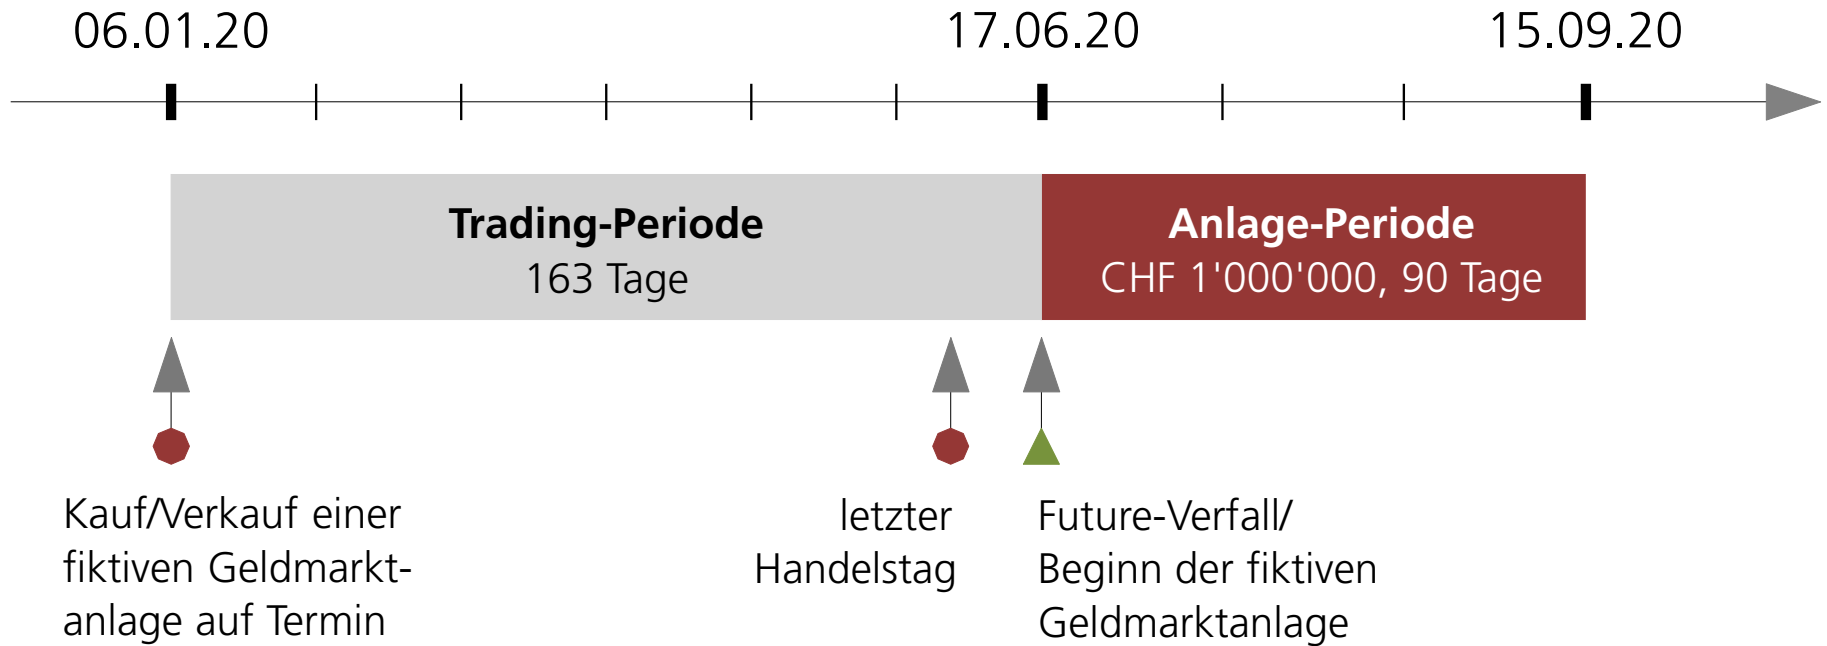 06.01.20
17.06.20
15.09.20
Trading-Periode
163 Tage
Anlage-Periode
CHF 1'000'000, 90 Tage
Kauf/Verkauf einer
fiktiven Geldmarkt-
anlage auf Termin
letzter
Handelstag
Future-Verfall/
Beginn der fiktiven
Geldmarktanlage